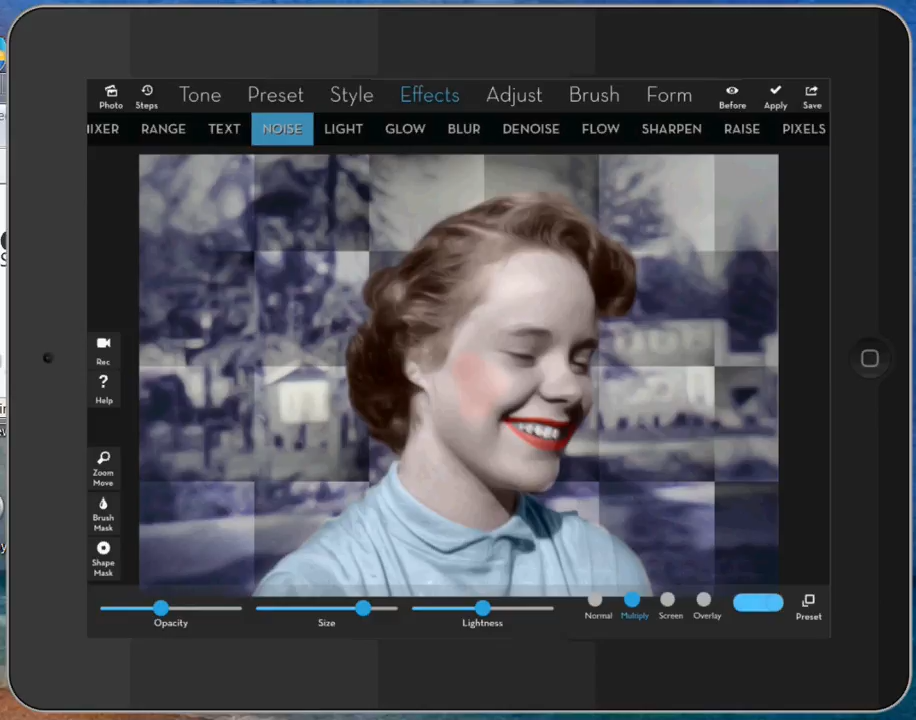 Photo Steps Tone Preset Style Effects Adjust Brush Form Before Apply Save
IXER RANGE TEXT NOISE LIGHT GLOW BLUR DENOISE FLOW SHARPEN RAISE PIXELS
Rec
Help
Zoom
Move
Brush
Mask
Shape
Mask
Opacity Size Lightness Normal Multiply Screen Overlay Preset